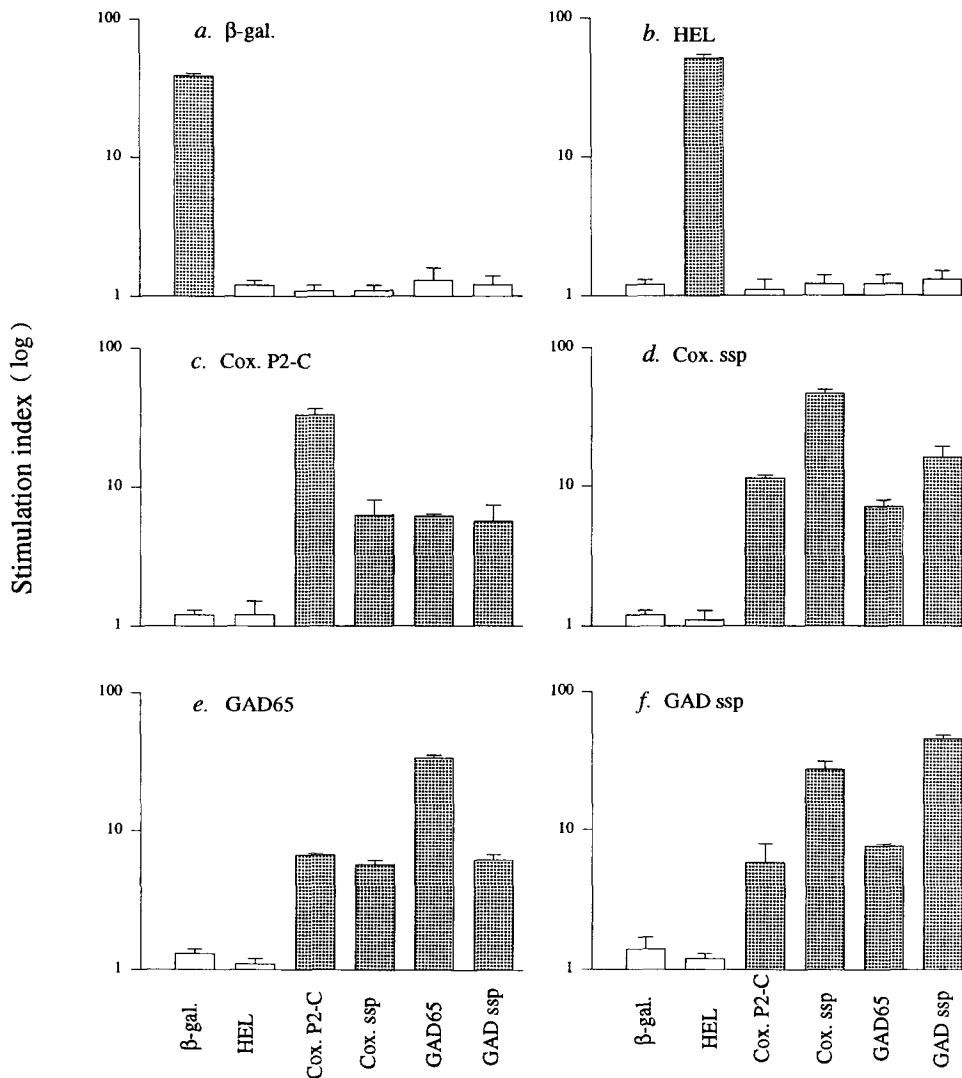 a. β-gal.
100
10
1
b. HEL
100
10
1
Stimulation index ( log )
c. Cox. P2-C
100
10
1
d. Cox. ssp
100
10
1
e. GAD65
100
10
1
f. GAD ssp
100
10
1
β-gal.
HEL
Cox. P2-C
Cox. ssp
GAD65
GAD ssp
β-gal.
HEL
Cox. P2-C
Cox. ssp
GAD65
GAD ssp